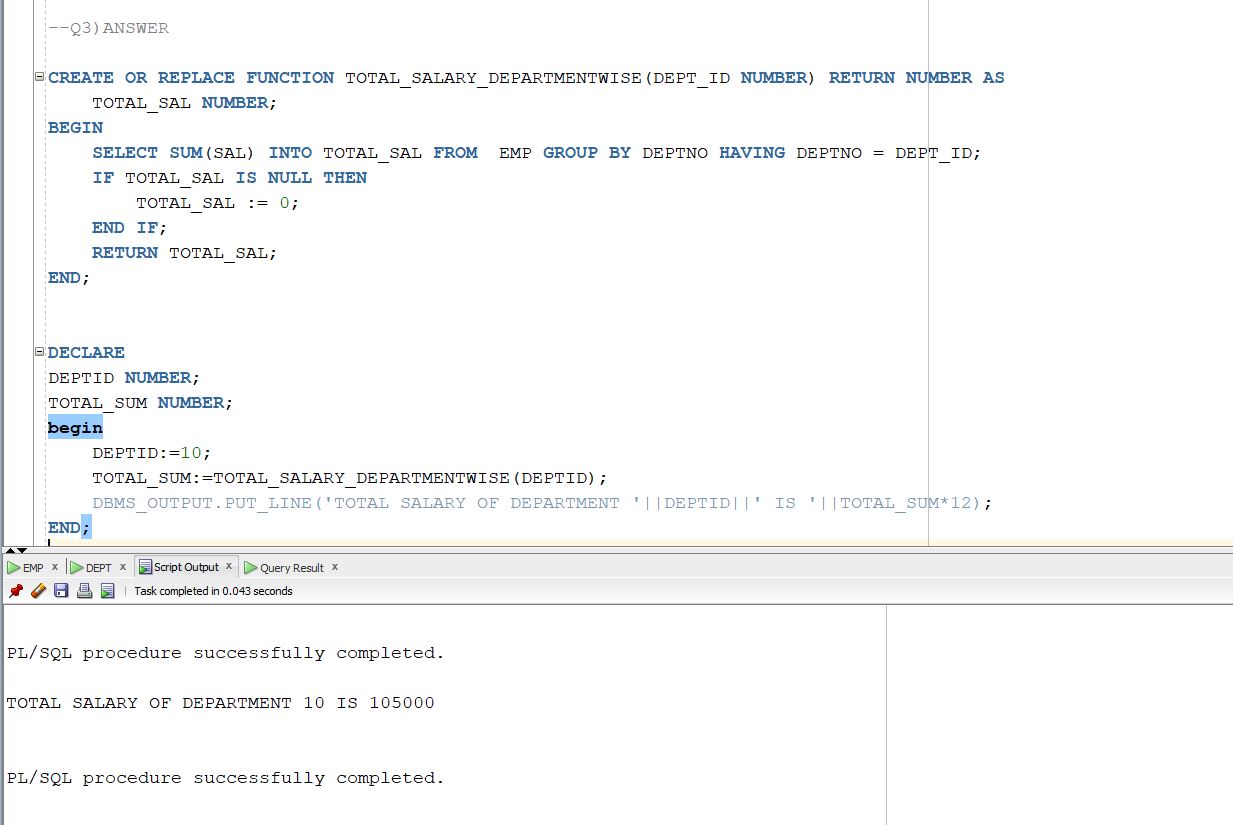 --Q3)ANSWER
CREATE OR REPLACE FUNCTION TOTAL_SALARY_DEPARTMENTWISE(DEPT_ID NUMBER) RETURN NUMBER AS
TOTAL_SAL NUMBER;
BEGIN
SELECT SUM(SAL) INTO TOTAL_SAL FROM  EMP GROUP BY DEPTNO HAVING DEPTNO = DEPT_ID;
IF TOTAL_SAL IS NULL THEN
TOTAL_SAL := 0;
END IF;
RETURN TOTAL_SAL;
END;
DECLARE
DEPTID NUMBER;
TOTAL_SUM NUMBER;
begin
DEPTID:=10;
TOTAL_SUM:=TOTAL_SALARY_DEPARTMENTWISE(DEPTID);
DBMS_OUTPUT.PUT_LINE('TOTAL SALARY OF DEPARTMENT '||DEPTID||' IS '||TOTAL_SUM*12);
END;
EMP x DEPT x Script Output x Query Result x
Task completed in 0.043 seconds
PL/SQL procedure successfully completed.
TOTAL SALARY OF DEPARTMENT 10 IS 105000
PL/SQL procedure successfully completed.